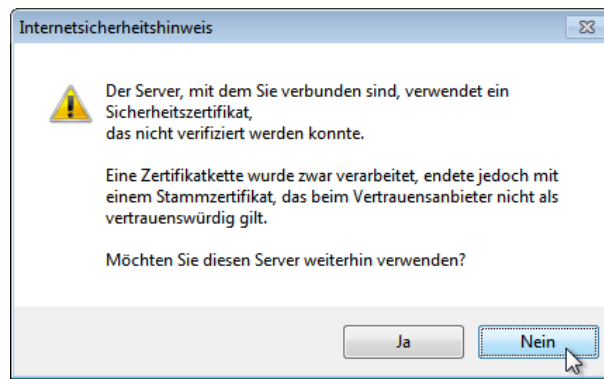 Internetsicherheitshinweis
Der Server, mit dem Sie verbunden sind, verwendet ein
Sicherheitszertifikat,
das nicht verifiziert werden konnte.
Eine Zertifikatkette wurde zwar verarbeitet, endete jedoch mit
einem Stammzertifikat, das beim Vertrauensanbieter nicht als
vertrauenswürdig gilt.
Möchten Sie diesen Server weiterhin verwenden?
Ja
Nein